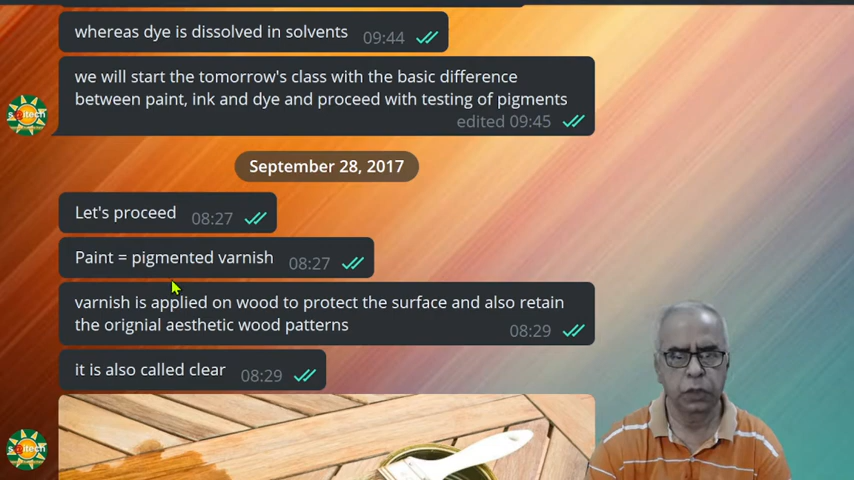 whereas dye is dissolved in solvents 09:44
we will start the tomorrow's class with the basic difference
between paint, ink and dye and proceed with testing of pigments
edited 09:45
September 28, 2017
Let's proceed 08:27
Paint = pigmented varnish 08:27
varnish is applied on wood to protect the surface and also retain
the orignial aesthetic wood patterns 08:29
it is also called clear 08:29